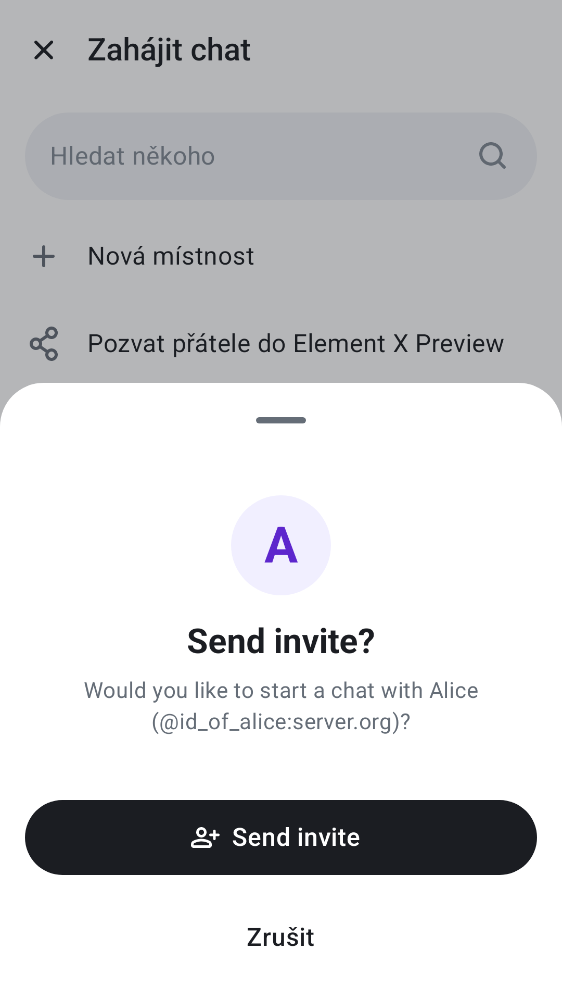 Zahájit chat
Hledat někoho
Nová místnost
Pozvat přátele do Element X Preview
A
Send invite?
Would you like to start a chat with Alice
(@id_of_alice:server.org)?
Send invite
Zrušit